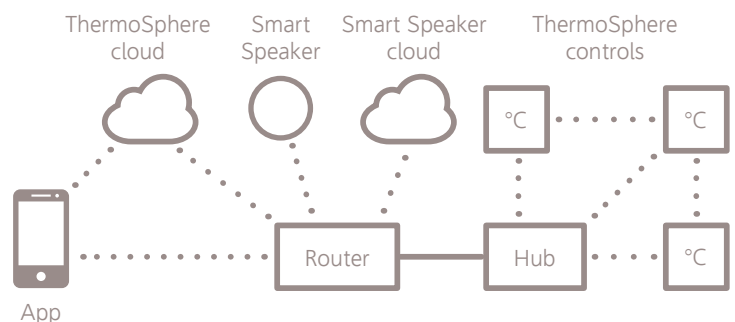 ThermoSphere
cloud
Smart
Speaker
Smart Speaker
cloud
ThermoSphere
controls
°C
°C
Router
Hub
°C
App